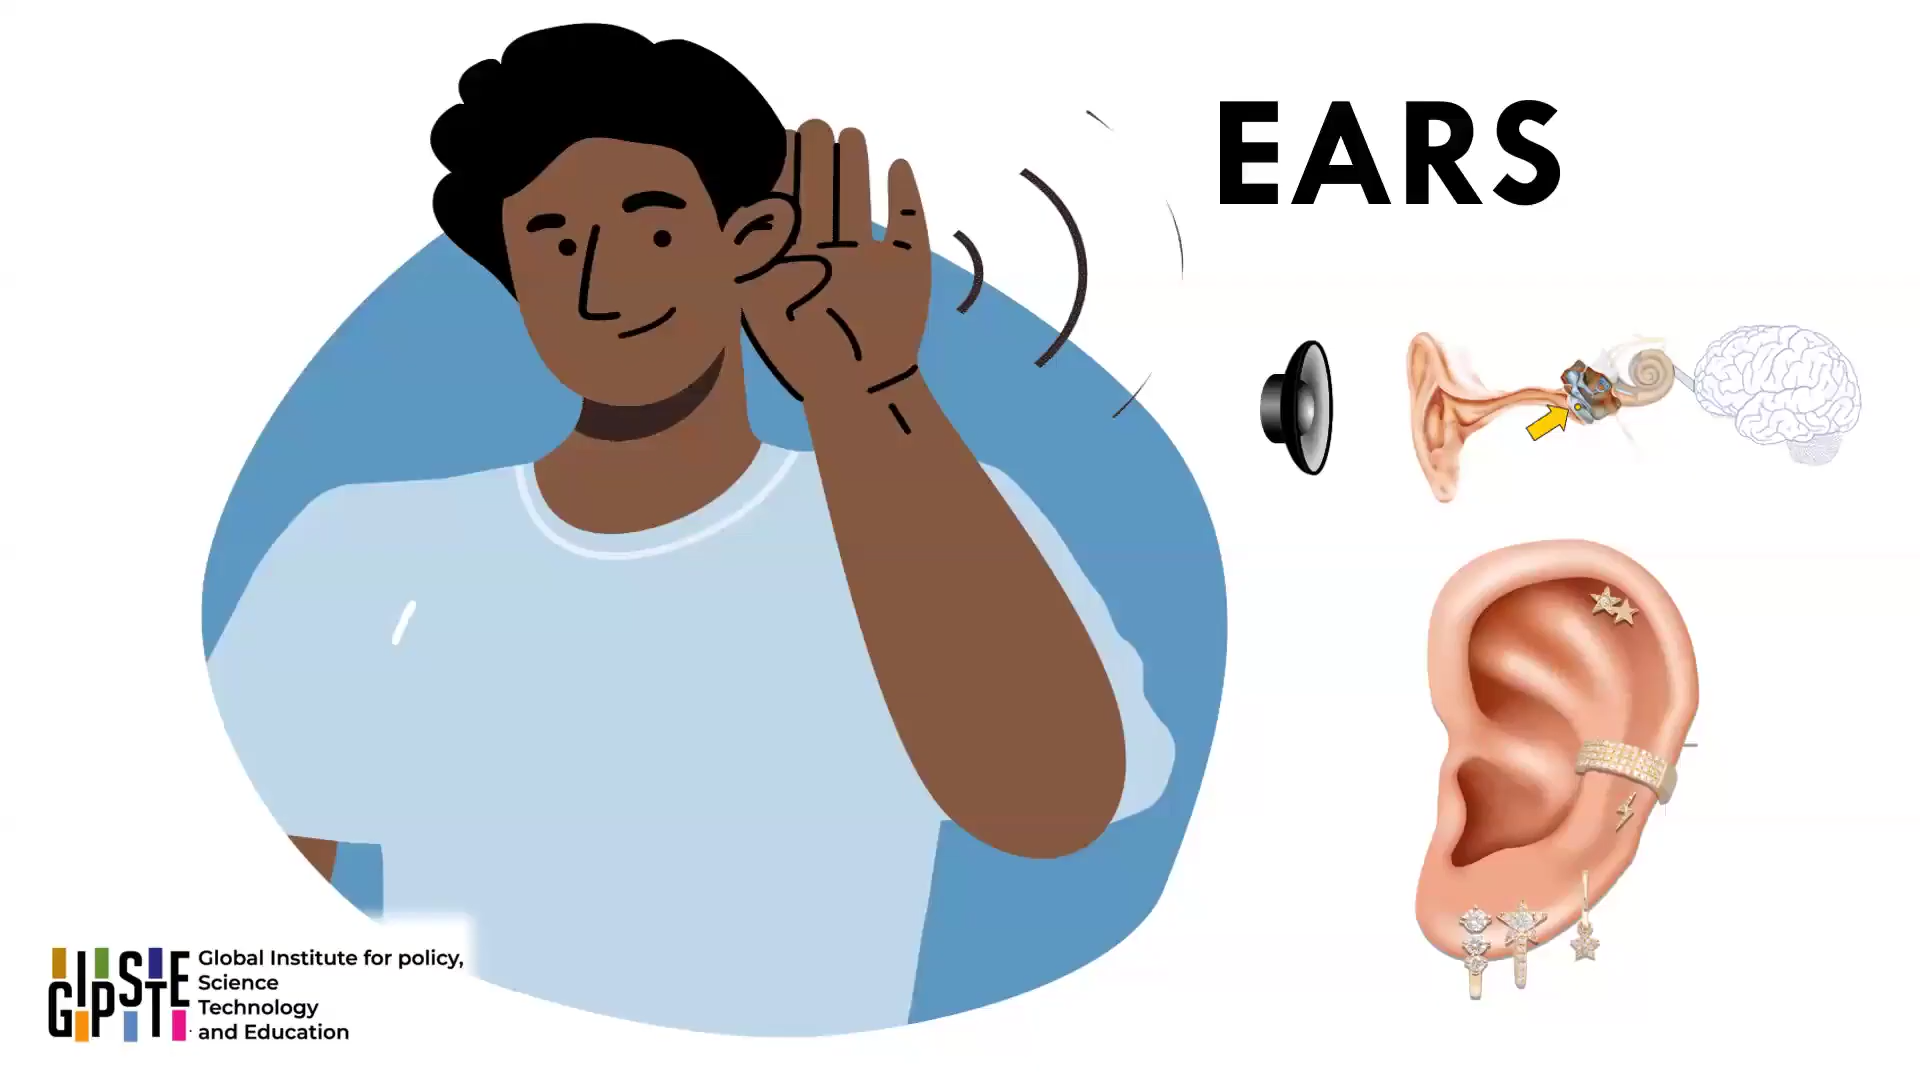 EARS
GIPSTE
Global Institute for policy,
Science
Technology
and Education